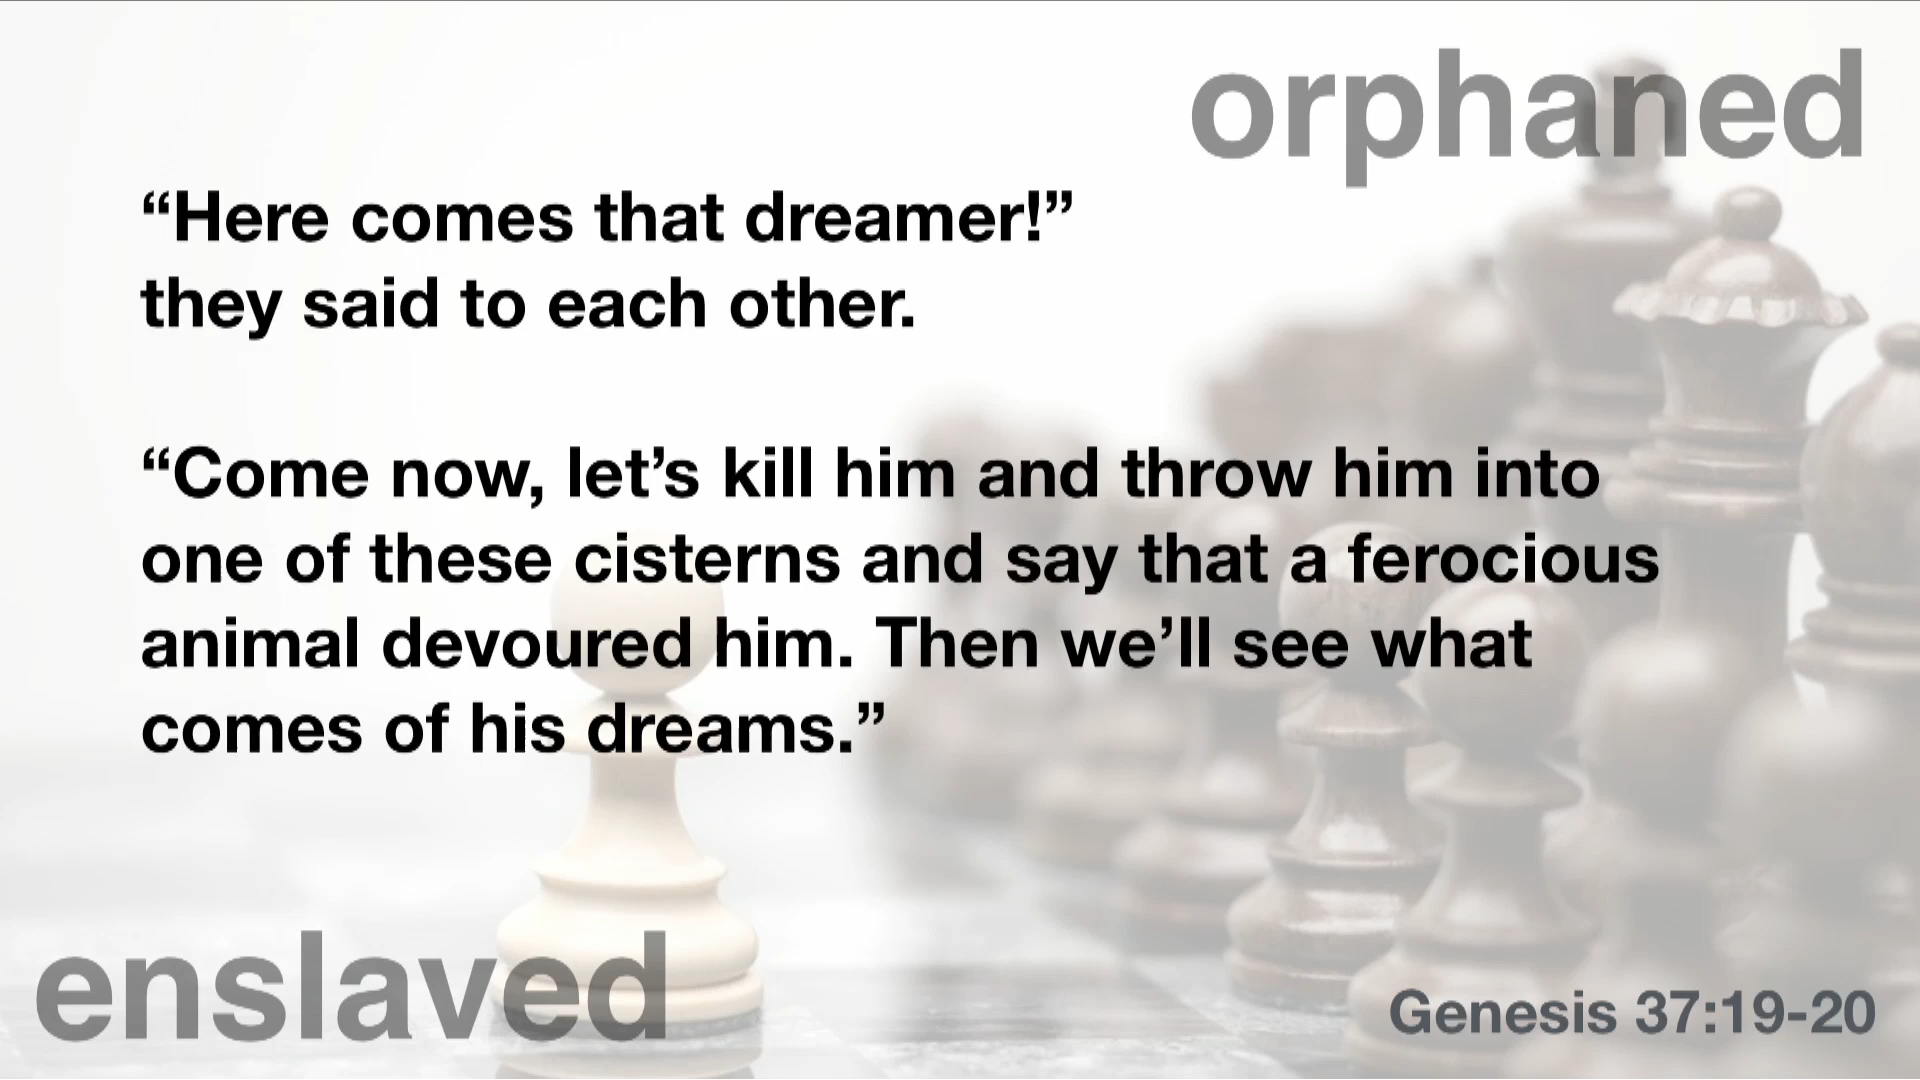 orphaned
“Here comes that dreamer!”
they said to each other.
“Come now, let’s kill him and throw him into
one of these cisterns and say that a ferocious
animal devoured him. Then we’ll see what
comes of his dreams.”
enslaved
Genesis 37:19-20